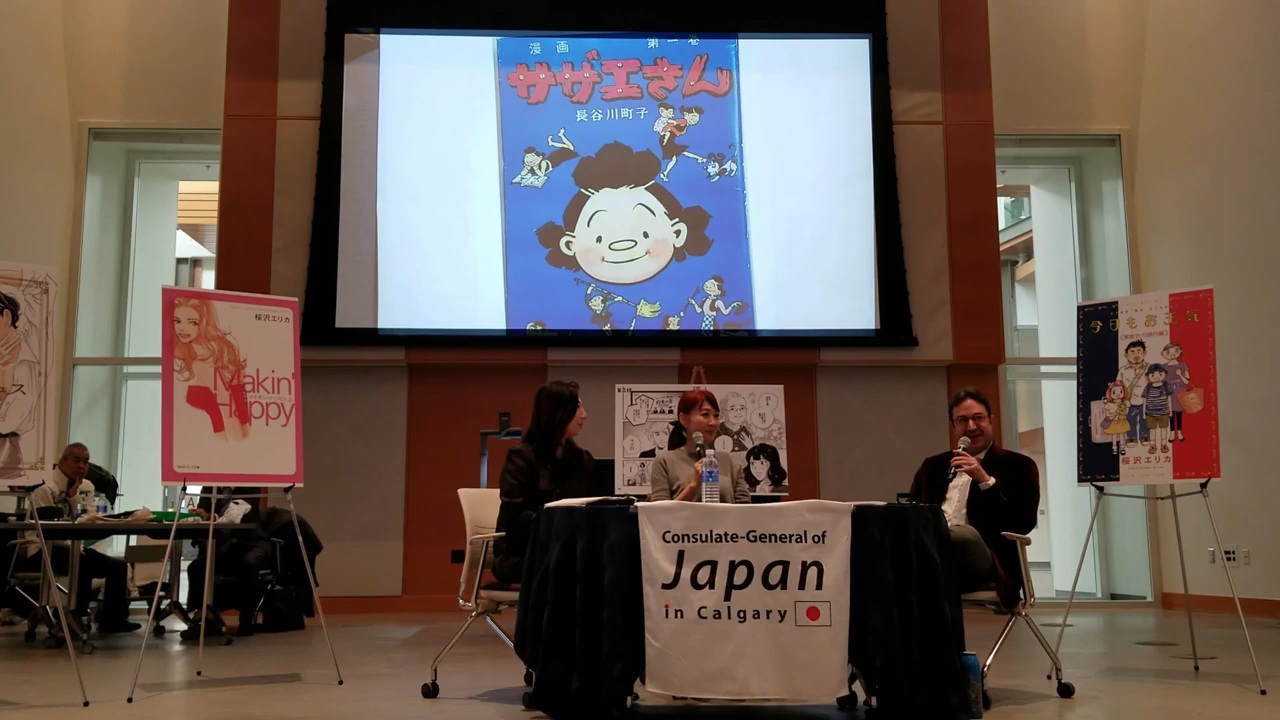 漫画 第一巻
サザエさん
長谷川町子
桜沢エリカ
Makin'
Happy
今日もお天気
桜沢エリカ
Consulate-General of
Japan
in Calgary